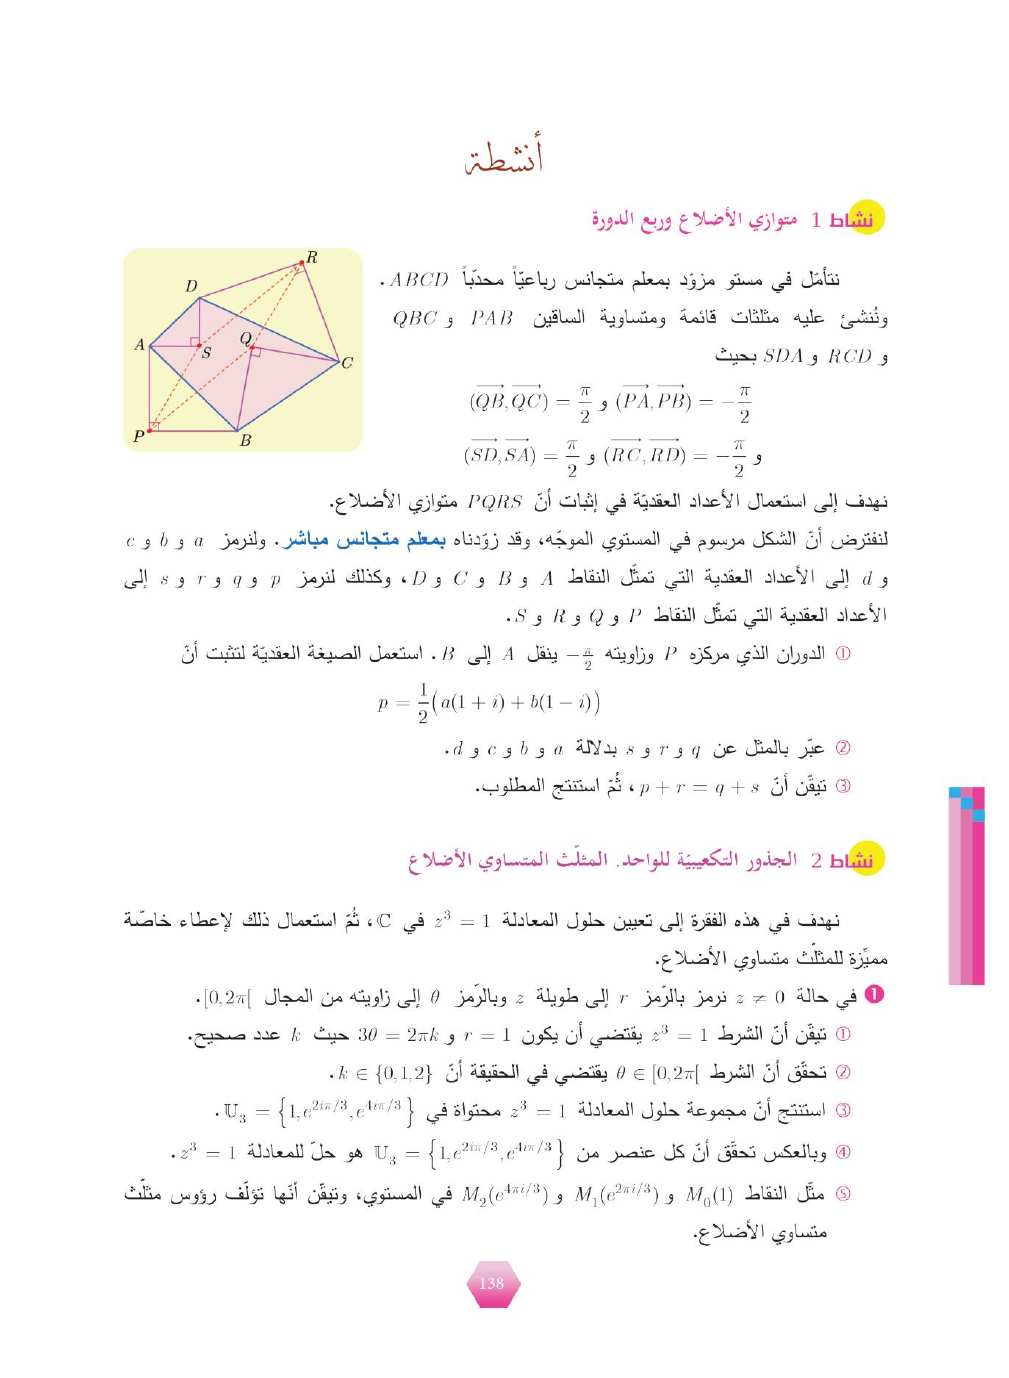 أنشطة
نشاط 1 متوازي الأضلاع وربع الدورة
نتأمّل في مستو مزوّد بمعلم متجانس رباعيّاً محدّباً ABCD .
ونُنشئ عليه مثلثات قائمة ومتساوية الساقين PAB و QBC
و RCD و SDA بحيث
(QB, QC) = π/2 و (PA, PB) = −π/2
و (RC, RD) = −π/2 و (SD, SA) = π/2
R
D
A
S
Q
C
P
B
نهدف إلى استعمال الأعداد العقديّة في إثبات أنّ PQRS متوازي الأضلاع.
لنفترض أنّ الشكل مرسوم في المستوي الموجّه، وقد زوّدناه بمعلم متجانس مباشر. ولنرمز a و b و c
و d إلى الأعداد العقدية التي تمثّل النقاط A و B و C و D، وكذلك لنرمز p و q و r و s إلى
الأعداد العقدية التي تمثّل النقاط P و Q و R و S.
① الدوران الذي مركزه P وزاويته −π/2 ينقل A إلى B. استعمل الصيغة العقديّة لتثبت أنّ
p = 1/2 (a(1 + i) + b(1 − i))
② عبّر بالمثل عن q و r و s بدلالة a و b و c و d.
③ تيقّن أنّ p + r = q + s ، ثُمّ استنتج المطلوب.
نشاط 2 الجذور التكعيبيّة للواحد. المثلّث المتساوي الأضلاع
نهدف في هذه الفقرة إلى تعيين حلول المعادلة z³ = 1 في ℂ، ثُمّ استعمال ذلك لإعطاء خاصّة
مميِّزة للمثلّث متساوي الأضلاع.
❶ في حالة z ≠ 0 نرمز بالرّمز r إلى طويلة z وبالرّمز θ إلى زاويته من المجال [0,2π[.
① تيقّن أنّ الشرط z³ = 1 يقتضي أن يكون r = 1 و 3θ = 2πk حيث k عدد صحيح.
② تحقّق أنّ الشرط θ ∈ [0,2π[ يقتضي في الحقيقة أنّ k ∈ {0,1,2}.
③ استنتج أنّ مجموعة حلول المعادلة z³ = 1 محتواة في 𝕌₃ = {1, e^{2iπ/3}, e^{4iπ/3}}.
④ وبالعكس تحقّق أنّ كل عنصر من 𝕌₃ = {1, e^{2iπ/3}, e^{4iπ/3}} هو حلّ للمعادلة z³ = 1.
⑤ مثّل النقاط M₀(1) و M₁(e^{2πi/3}) و M₂(e^{4πi/3}) في المستوي، وتيقّن أنّها تؤلّف رؤوس مثلّث
متساوي الأضلاع.
138